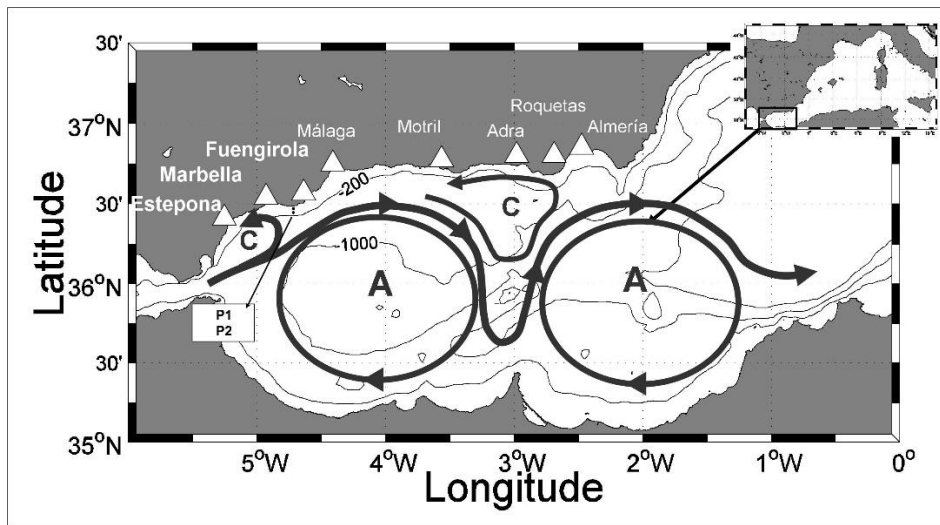 30'
37°N
30'
36°N
30'
35°N
Latitude
5°W
4°W
3°W
2°W
1°W
0°
Longitude
Roquetas
Málaga
Motril
Adra
Almería
Fuengirola
Marbella
Estepona
-200
-1000
C
C
A
A
P1
P2